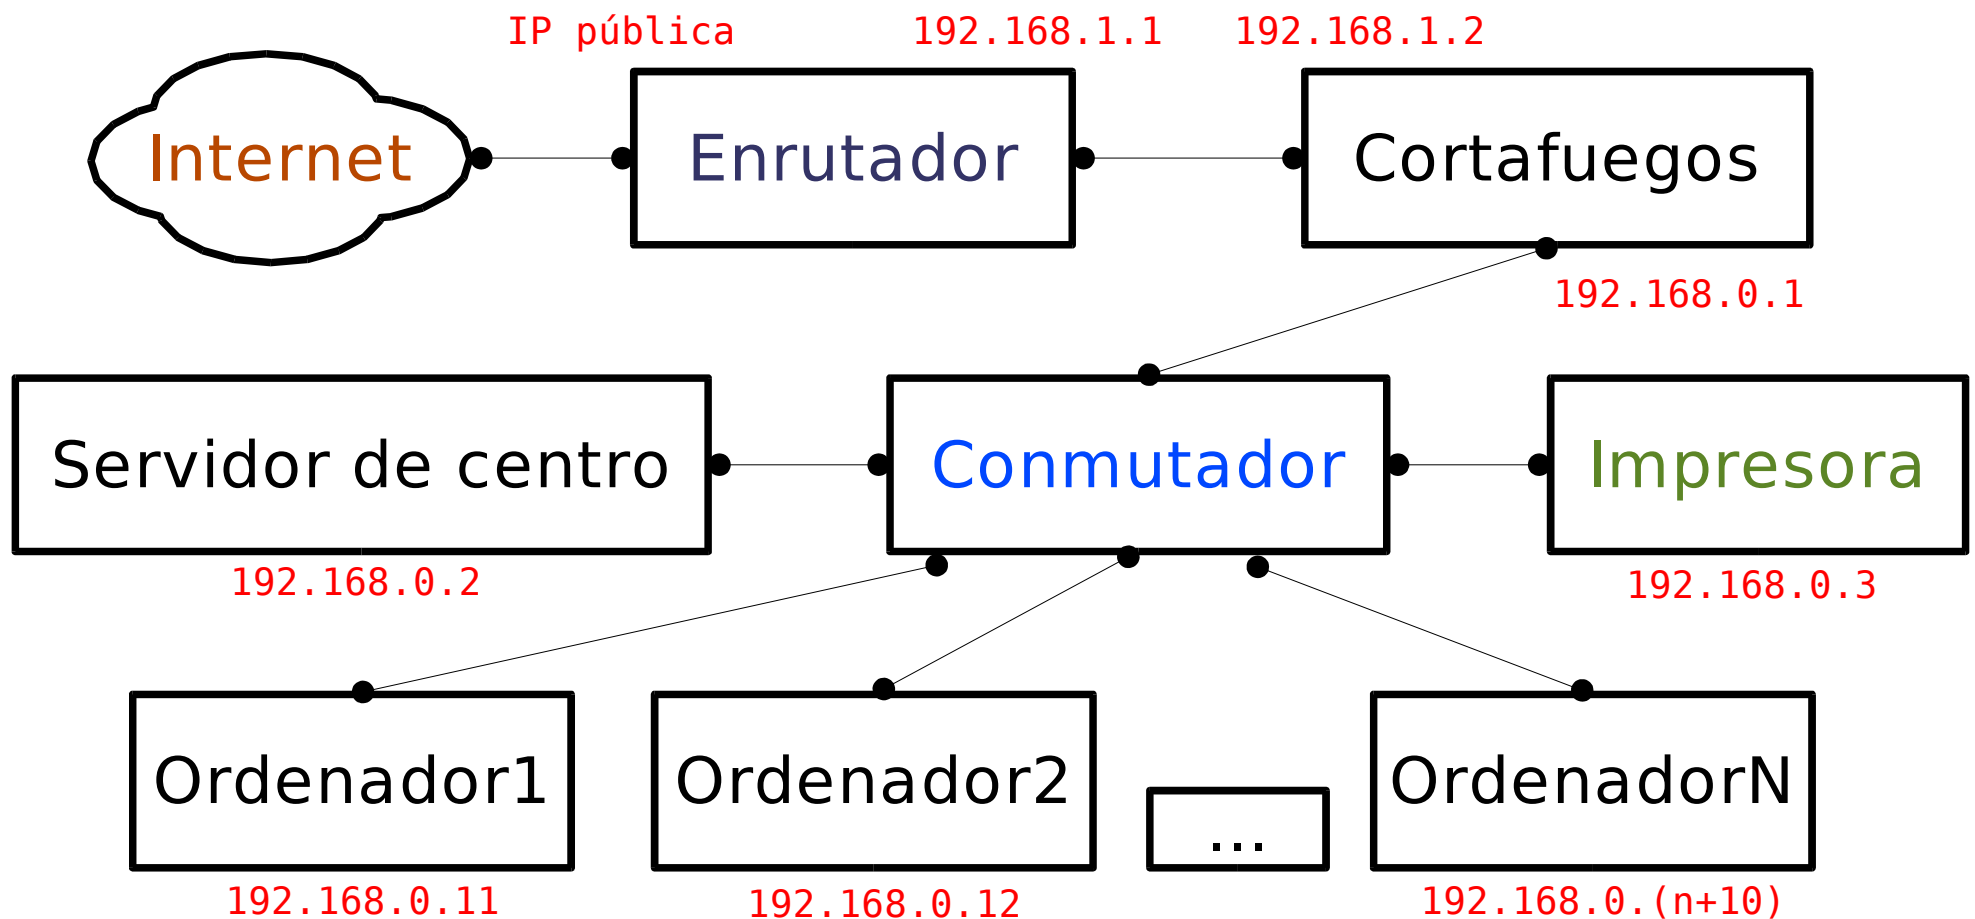 IP pública 192.168.1.1 192.168.1.2
Internet Enrutador Cortafuegos
192.168.0.1
Servidor de centro Conmutador Impresora
192.168.0.2 192.168.0.3
Ordenador1 Ordenador2 ... OrdenadorN
192.168.0.11 192.168.0.12 192.168.0.(n+10)